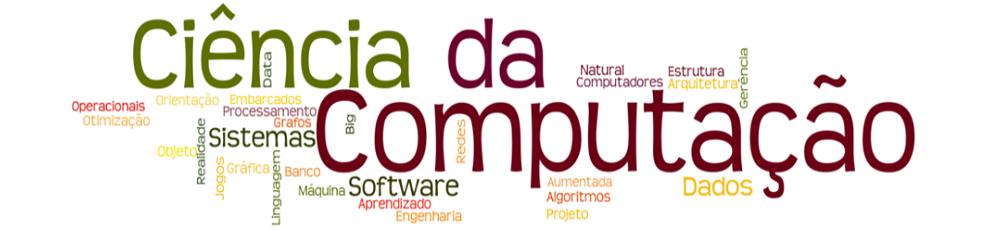 Ciência da
Computação
Data
Natural
Computadores
Estrutura
Arquitetura
Gerência
Operacionais
Otimização
Orientação
Embarcados
Processamento
Grafos
Big
Sistemas
Realidade
Objeto
Jogos
Gráfica
Linguagem
Banco
Máquina
Software
Aprendizado
Engenharia
Redes
Aumentada
Algoritmos
Projeto
Dados